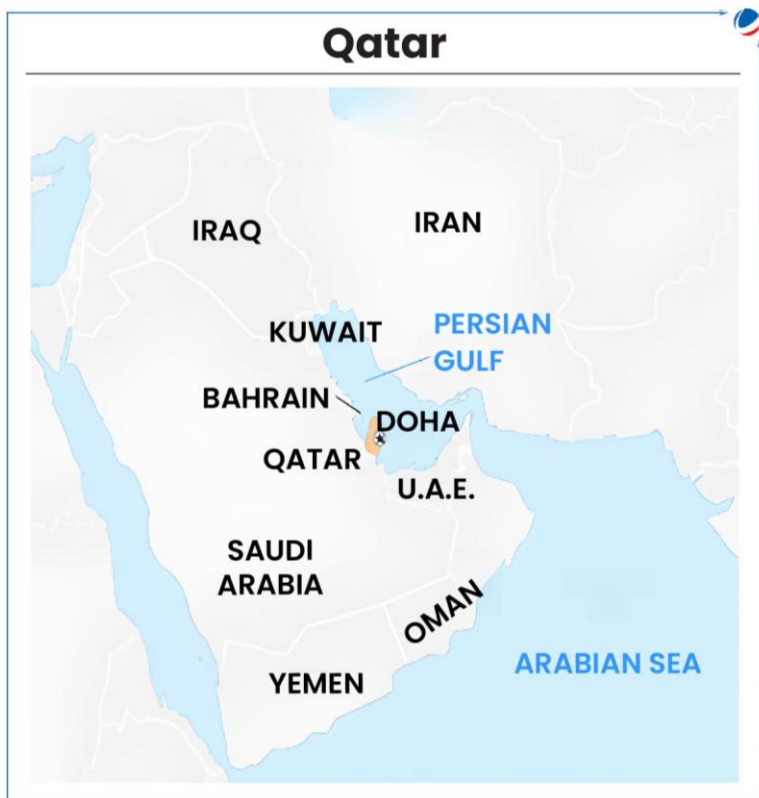 Qatar
IRAQ
IRAN
KUWAIT
PERSIAN
GULF
BAHRAIN
DOHA
QATAR
U.A.E.
SAUDI
ARABIA
OMAN
YEMEN
ARABIAN SEA